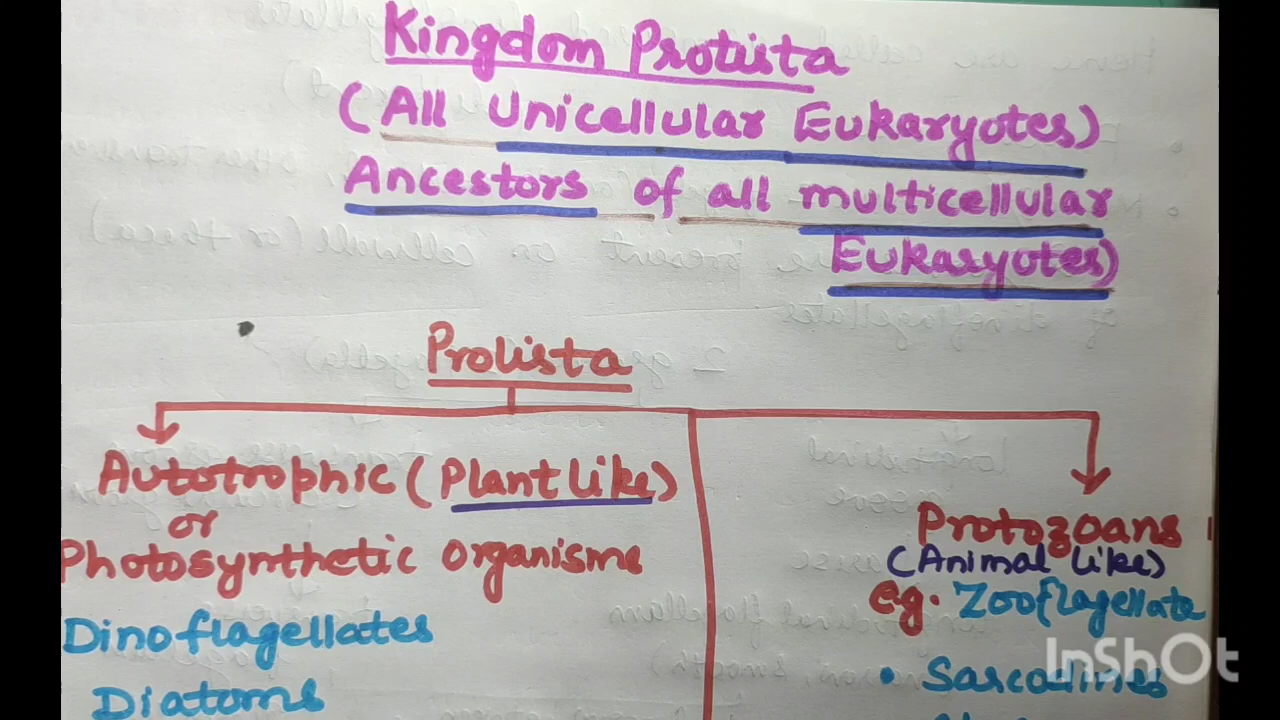 Kingdom Protista
(All Unicellular Eukaryotes)
Ancestors of all multicellular
Eukaryotes)
Protista
Autotrophic (Plant like)
or
Photosynthetic organisms
Dinoflagellates
Diatoms
Protozoans
(Animal like)
eg. Zooflagellate
• Sarcodines
InShOt